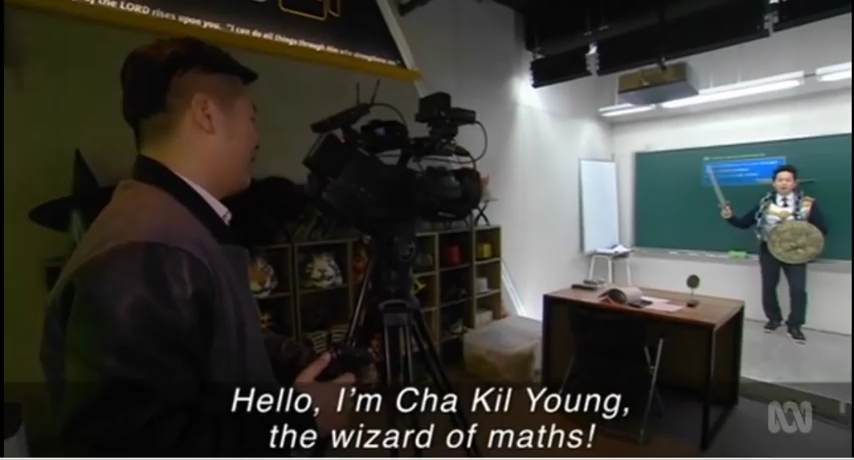 the LORD rises upon you.. "I can do all things through Him who strengthens me"
Hello, I'm Cha Kil Young,
the wizard of maths!